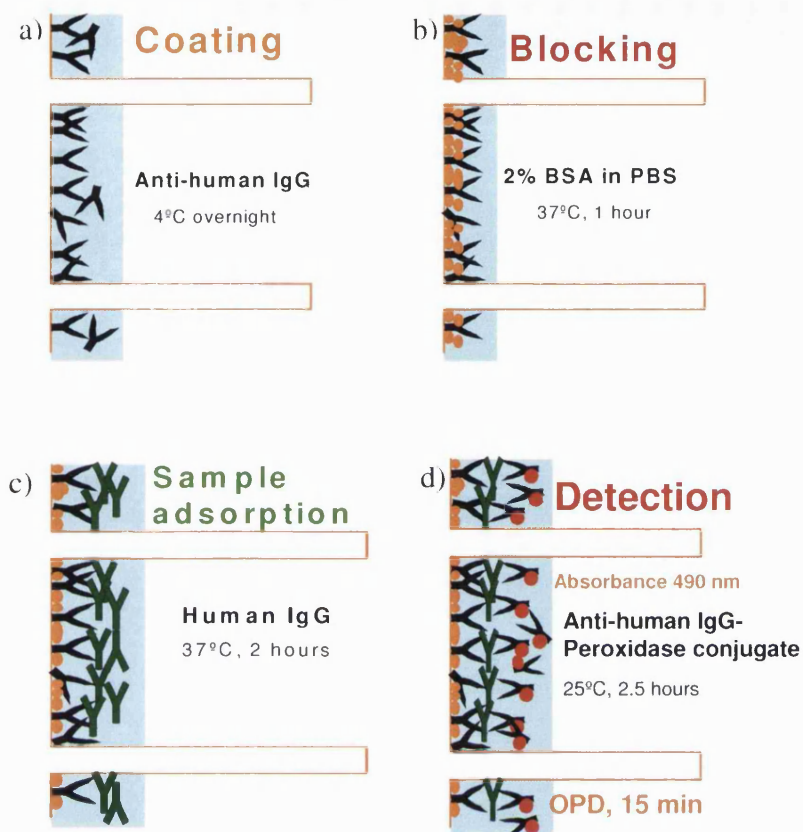 a)
Coating
Anti-human IgG
4ºC overnight
b)
Blocking
2% BSA in PBS
37ºC, 1 hour
c)
Sample
adsorption
Human IgG
37ºC, 2 hours
d)
Detection
Absorbance 490 nm
Anti-human IgG-
Peroxidase conjugate
25ºC, 2.5 hours
OPD, 15 min